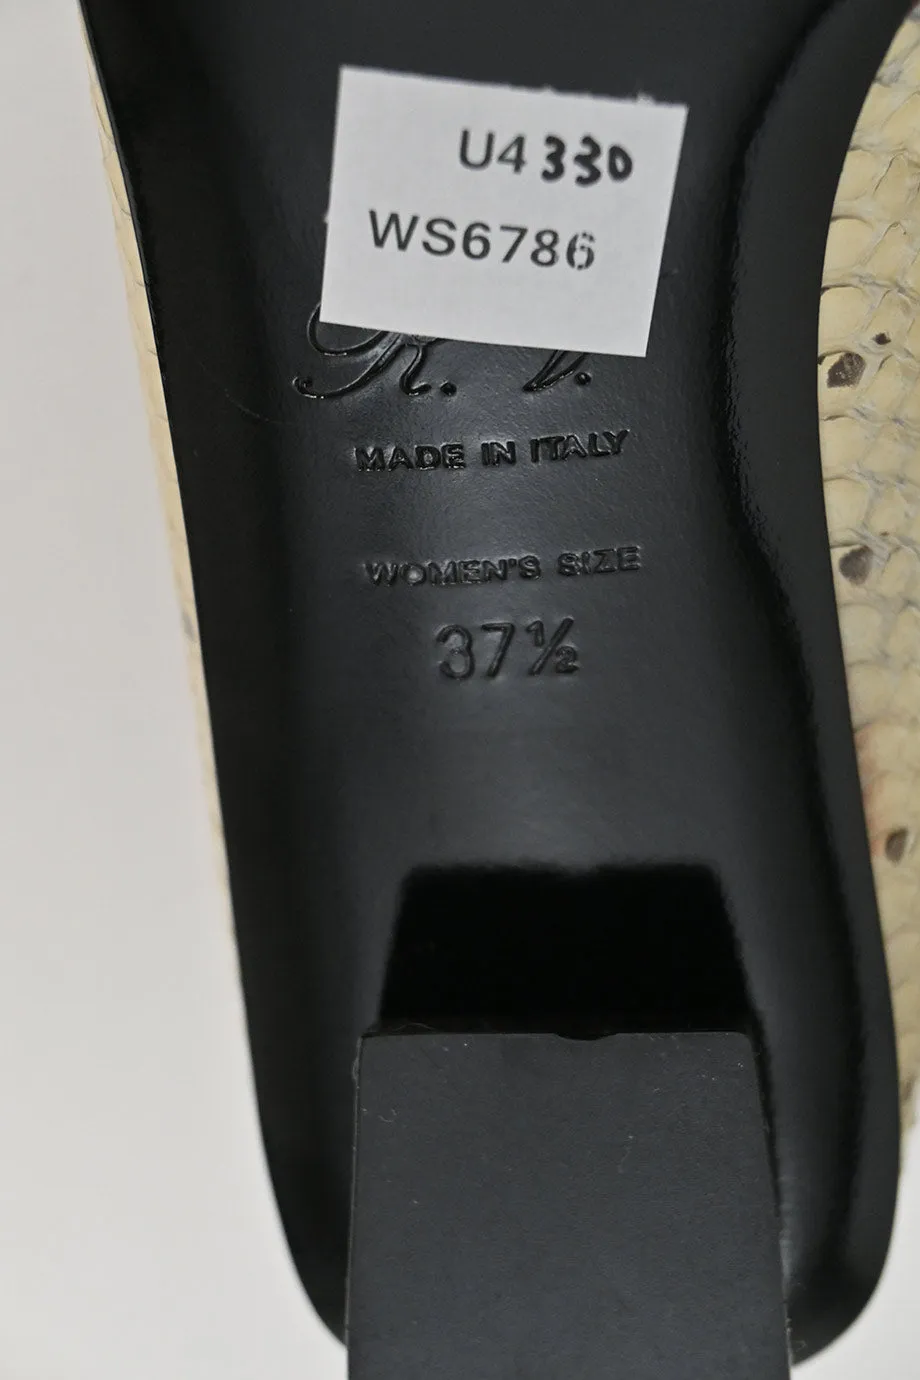 U4330
WS6786
R. V.
MADE IN ITALY
WOMEN'S SIZE
37½